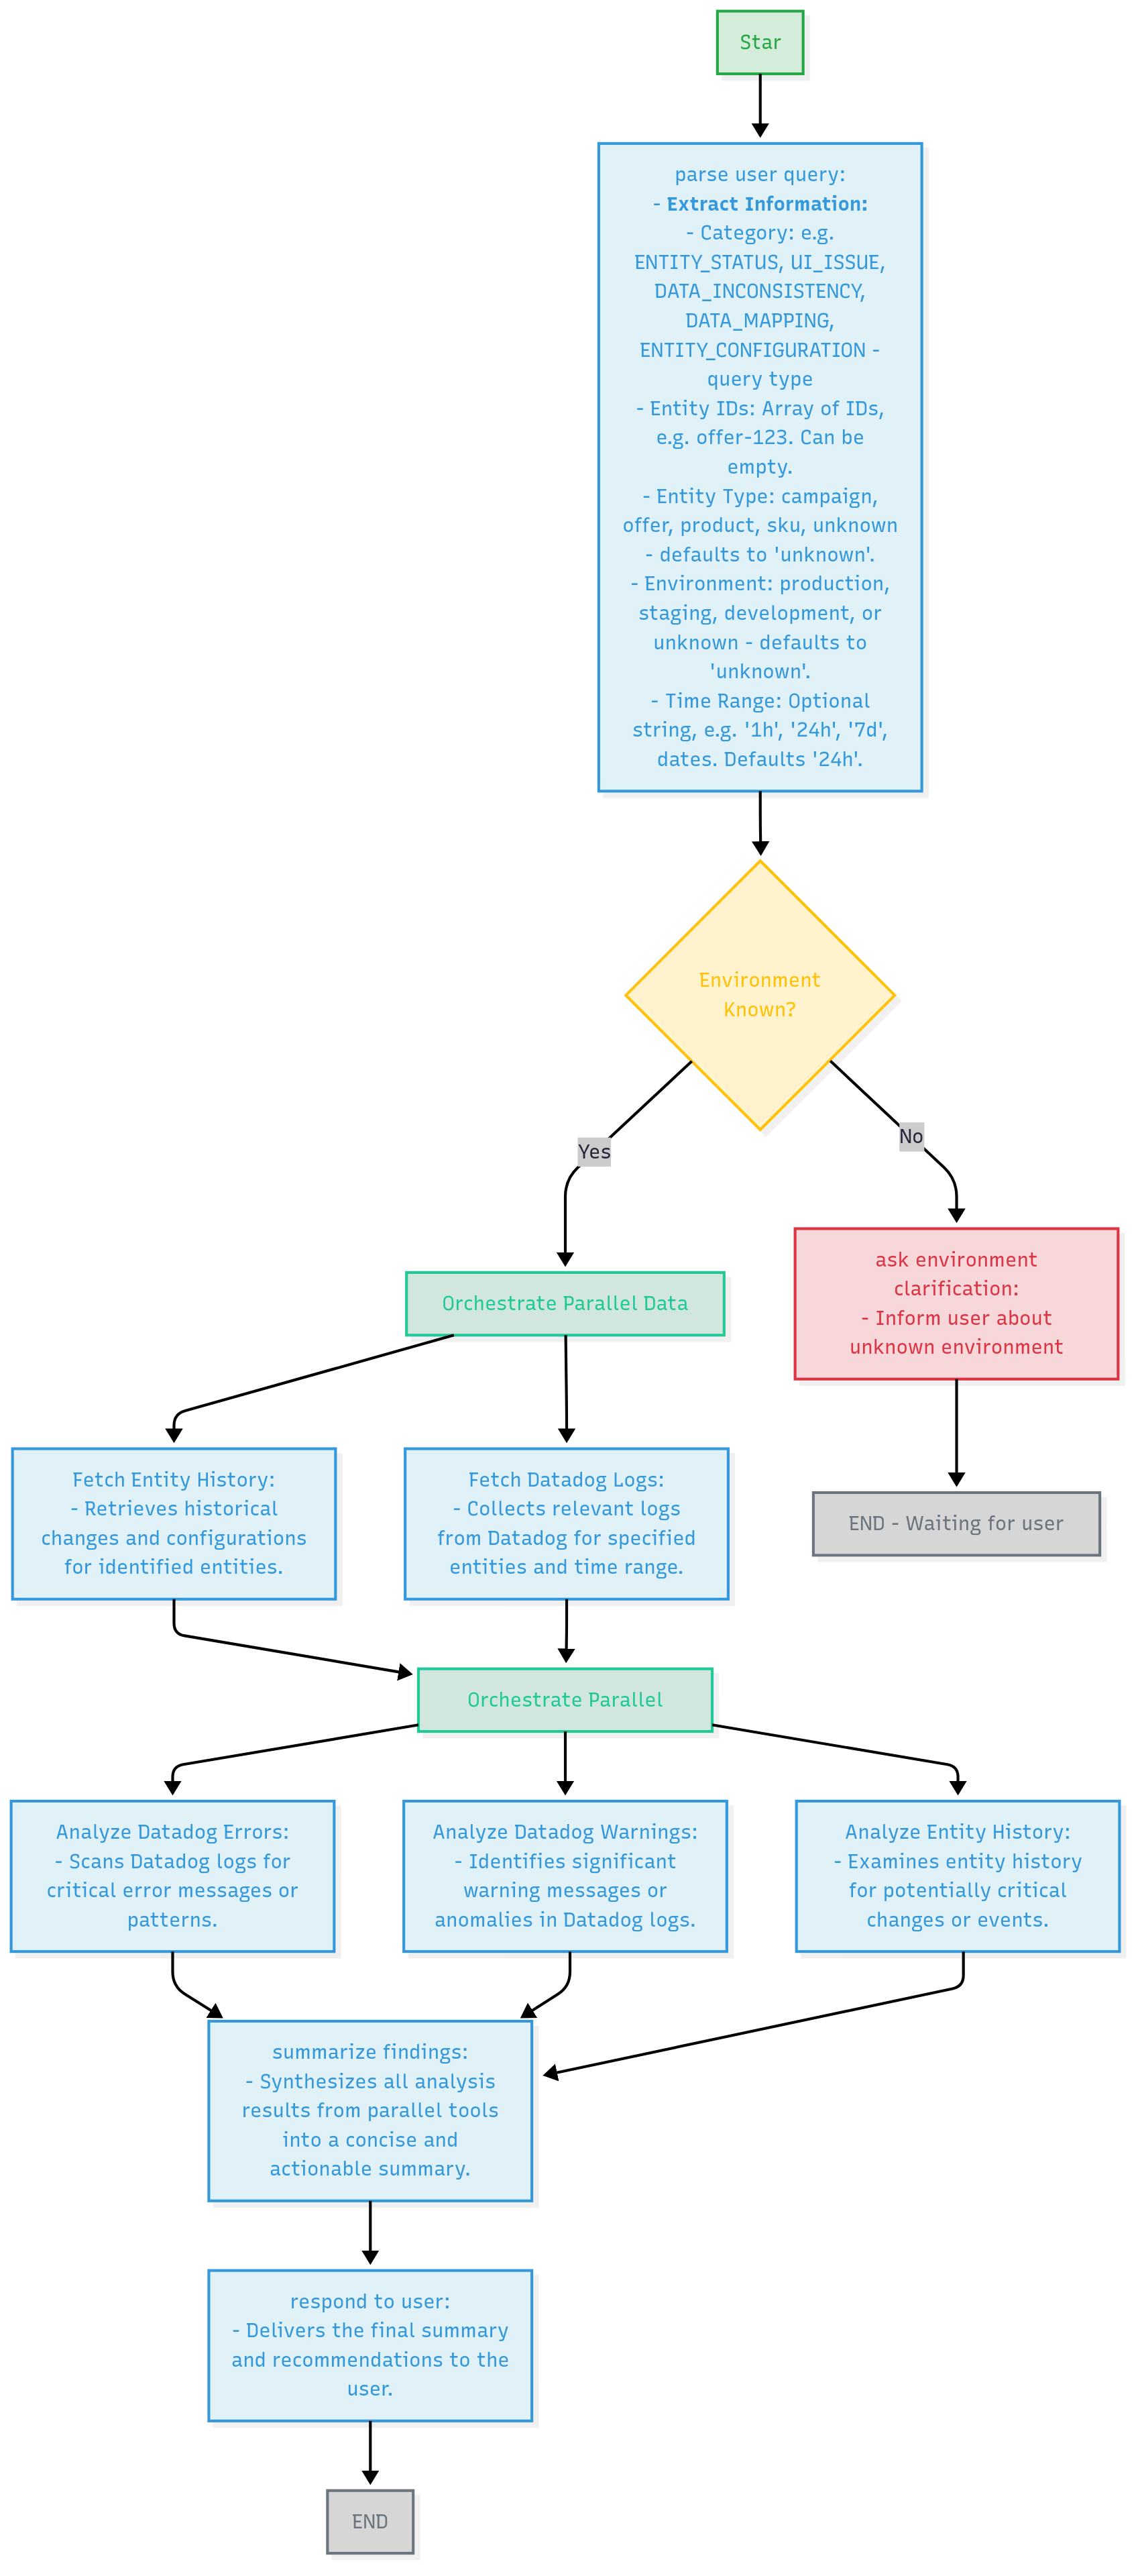 Star
parse user query:
- Extract Information:
- Category: e.g.
ENTITY_STATUS, UI_ISSUE,
DATA_INCONSISTENCY,
DATA_MAPPING,
ENTITY_CONFIGURATION -
query type
- Entity IDs: Array of IDs,
e.g. offer-123. Can be
empty.
- Entity Type: campaign,
offer, product, sku, unknown
- defaults to 'unknown'.
- Environment: production,
staging, development, or
unknown - defaults to
'unknown'.
- Time Range: Optional
string, e.g. '1h', '24h', '7d',
dates. Defaults '24h'.
Environment
Known?
Yes
No
Orchestrate Parallel Data
ask environment
clarification:
- Inform user about
unknown environment
Fetch Entity History:
- Retrieves historical
changes and configurations
for identified entities.
Fetch Datadog Logs:
- Collects relevant logs
from Datadog for specified
entities and time range.
END - Waiting for user
Orchestrate Parallel
Analyze Datadog Errors:
- Scans Datadog logs for
critical error messages or
patterns.
Analyze Datadog Warnings:
- Identifies significant
warning messages or
anomalies in Datadog logs.
Analyze Entity History:
- Examines entity history
for potentially critical
changes or events.
summarize findings:
- Synthesizes all analysis
results from parallel tools
into a concise and
actionable summary.
respond to user:
- Delivers the final summary
and recommendations to the
user.
END